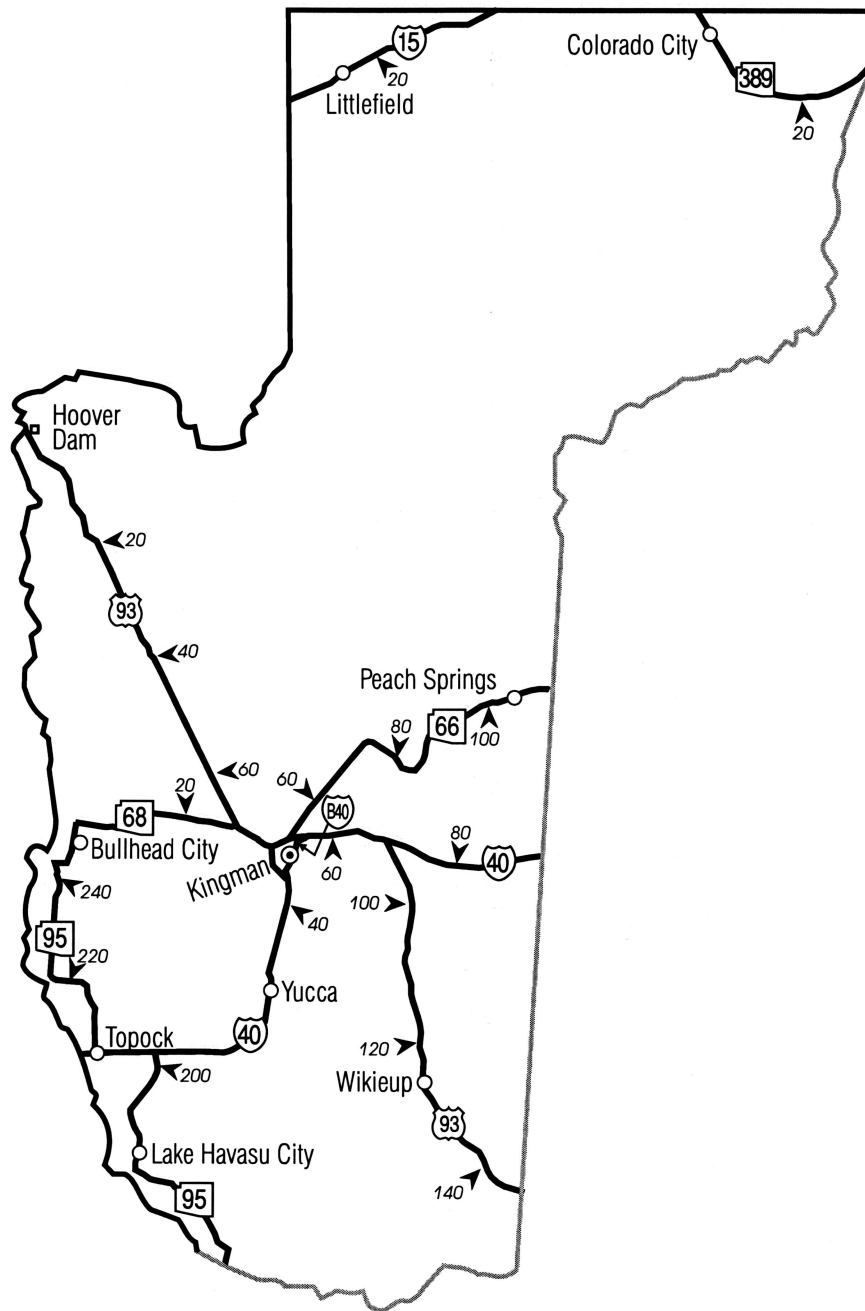 15
Colorado City
20
Littlefield
389
20
Hoover
Dam
20
93
40
Peach Springs
80
66
100
60
60
20
B40
68
Bullhead City
Kingman
60
80
40
240
100
40
95
220
Yucca
40
Topock
120
200
Wikieup
93
Lake Havasu City
140
95